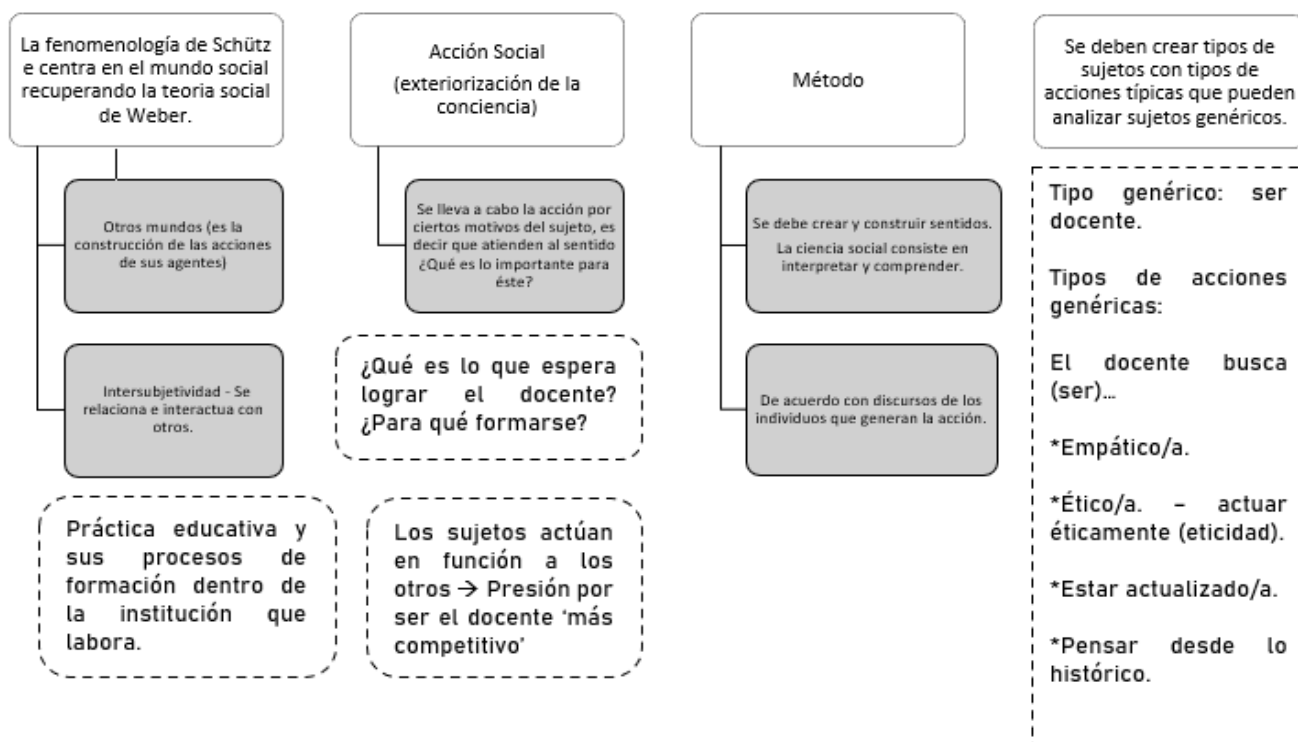 La fenomenología de Schütz
e centra en el mundo social
recuperando la teoria social
de Weber.
Otros mundos (es la
construcción de las acciones
de sus agentes)
Intersubjetividad - Se
relaciona e interactua con
otros.
Práctica educativa y
sus procesos de
formación dentro de
la institución que
labora.
Acción Social
(exteriorización de la
conciencia)
Se lleva a cabo la acción por
ciertos motivos del sujeto, es
decir que atienden al sentido
¿Qué es lo importante para
éste?
¿Qué es lo que espera
lograr el docente?
¿Para qué formarse?
Los sujetos actúan
en función a los
otros → Presión por
ser el docente ‘más
competitivo’
Método
Se debe crear y construir sentidos.
La ciencia social consiste en
interpretar y comprender.
De acuerdo con discursos de los
individuos que generan la acción.
Se deben crear tipos de
sujetos con tipos de
acciones típicas que pueden
analizar sujetos genéricos.
Tipo genérico: ser
docente.
Tipos de acciones
genéricas:
El docente busca
(ser)…
*Empático/a.
*Ético/a. – actuar
éticamente (eticidad).
*Estar actualizado/a.
*Pensar desde lo
histórico.